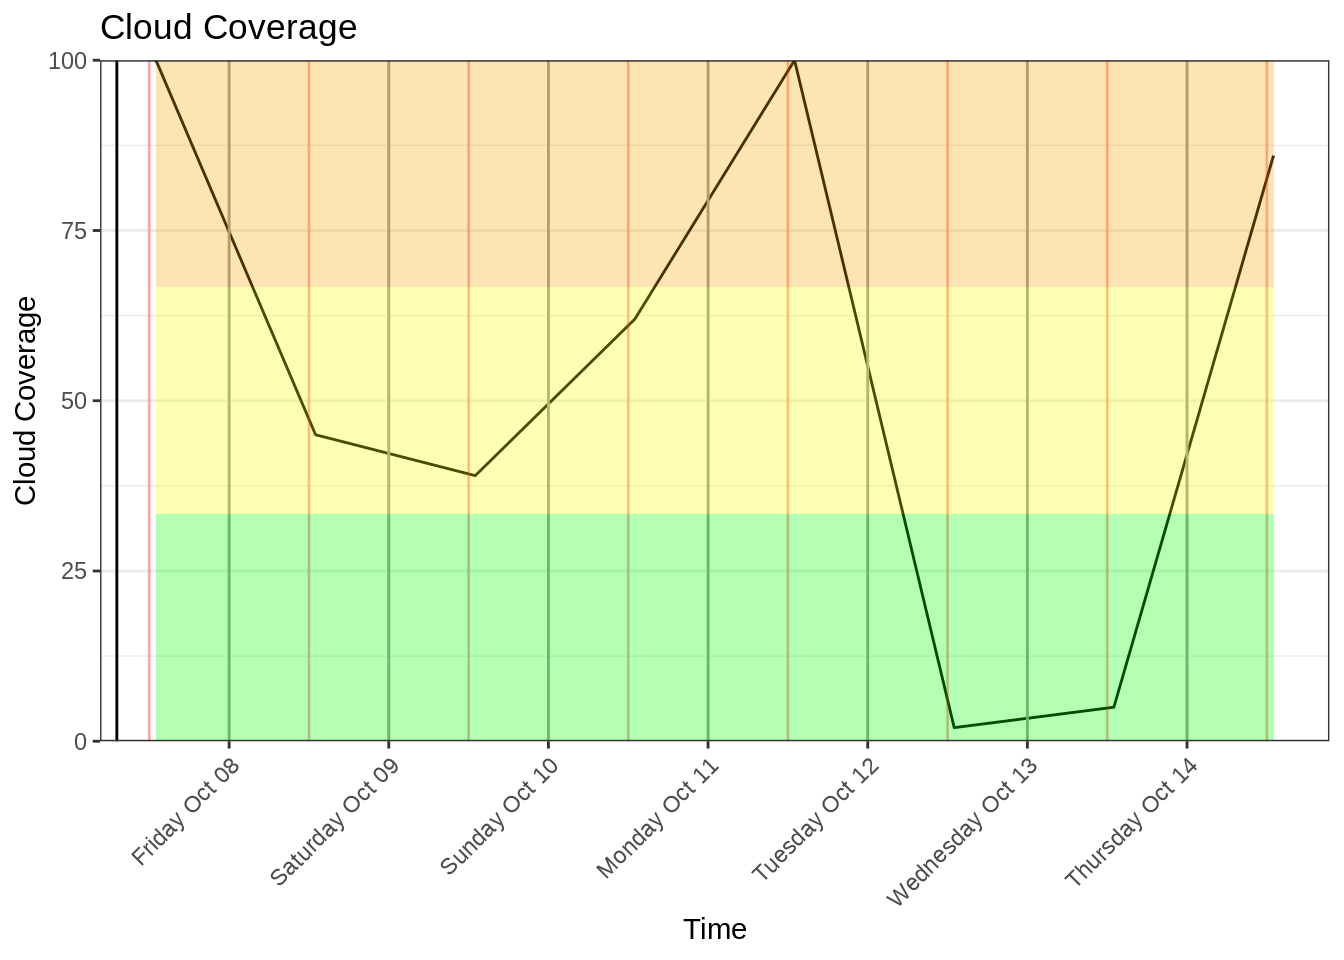 Cloud Coverage
Cloud Coverage
100
75
50
25
0
Friday Oct 08
Saturday Oct 09
Sunday Oct 10
Monday Oct 11
Tuesday Oct 12
Wednesday Oct 13
Thursday Oct 14
Time